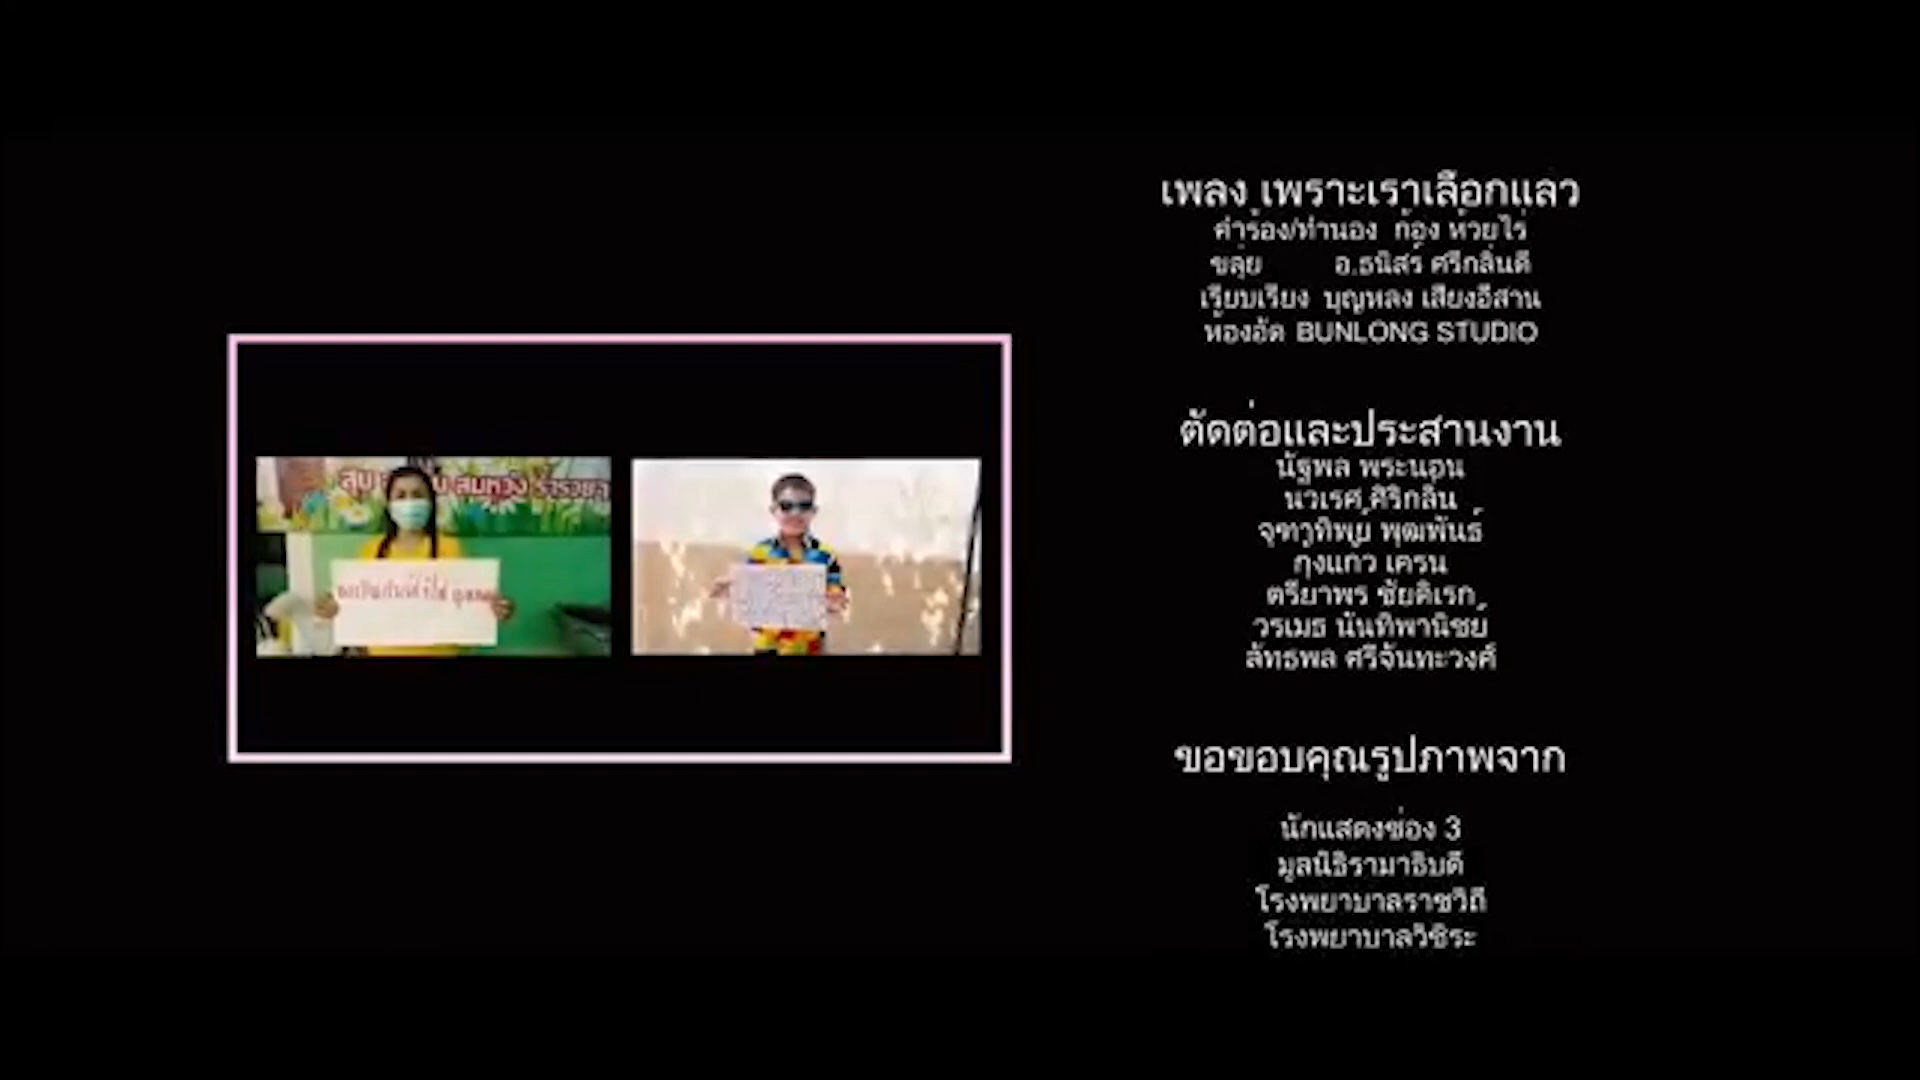 สมหวัง ร่ำรวย
เพลง เพราะเราเลือกแล้ว
คำร้อง/ทำนอง ก้อง ห้วยไร่
ขลุ่ย อ.ธนิสร์ ศรีกลิ่นดี
เรียบเรียง บุญหลง เสียงอีสาน
ห้องอัด BUNLONG STUDIO
ตัดต่อและประสานงาน
นัฐพล พระนอน
นวเรศ ศิริกลิ่น
จุฑาทิพย์ พุฒพันธ์
กุ้งแก้ว เครน
ตรียาพร ชัยดิเรก
วรเมธ นันทิพานิชย์
ลัทธพล ศรีจันทะวงศ์
ขอขอบคุณรูปภาพจาก
นักแสดงช่อง 3
มูลนิธิรามาธิบดี
โรงพยาบาลราชวิถี
โรงพยาบาลวชิระ